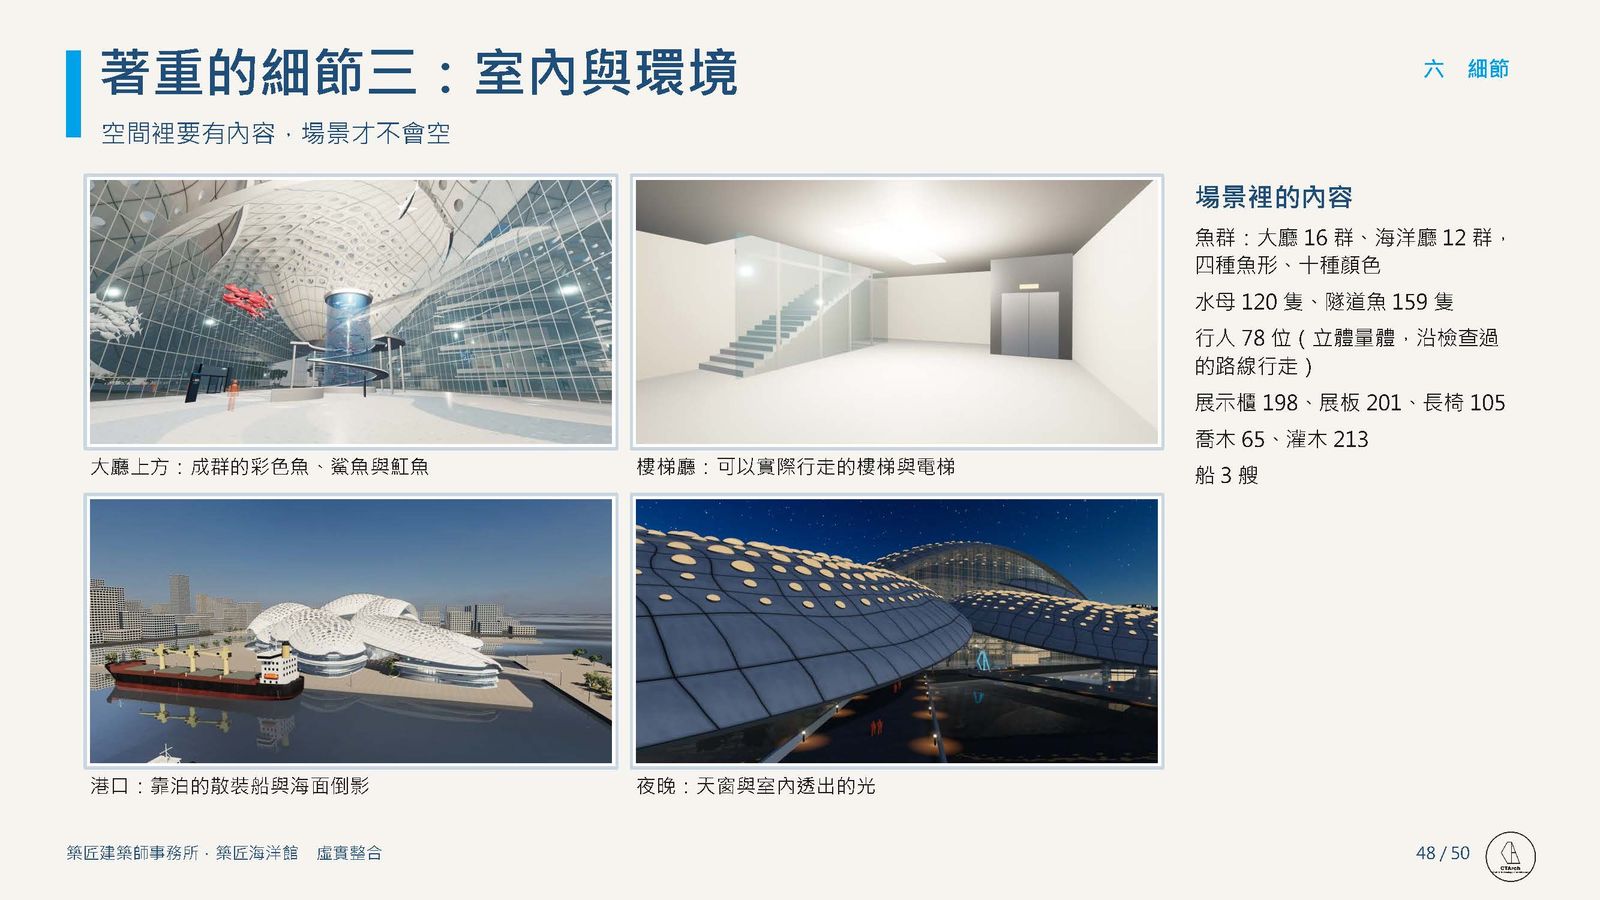 著重的細節三：室內與環境
六　細節
空間裡要有內容，場景才不會空
大廳上方：成群的彩色魚、鯊魚與魟魚
樓梯廳：可以實際行走的樓梯與電梯
港口：靠泊的散裝船與海面倒影
夜晚：天窗與室內透出的光
場景裡的內容
魚群：大廳 16 群、海洋廳 12 群，
四種魚形、十種顏色
水母 120 隻、隧道魚 159 隻
行人 78 位（立體量體，沿檢查過
的路線行走）
展示櫃 198、展板 201、長椅 105
喬木 65、灌木 213
船 3 艘
築匠建築師事務所．築匠海洋館　虛實整合
48 / 50
CTArch